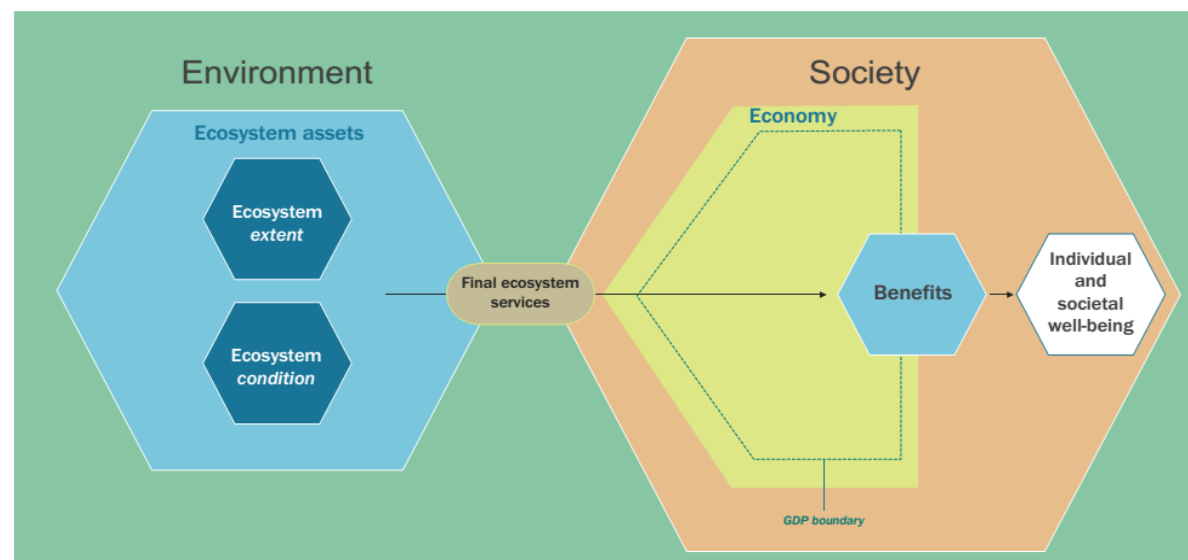 Environment
Society
Ecosystem assets
Economy
Ecosystem
extent
Final ecosystem
services
Benefits
Individual
and
societal
well-being
Ecosystem
condition
GDP boundary